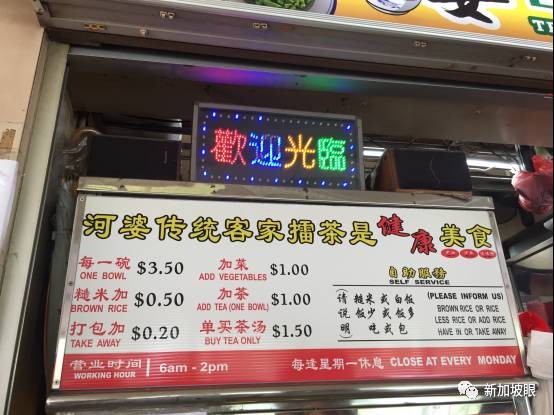 歡迎光臨
河婆传统客家擂茶是健康美食
每一碗 $3.50
ONE BOWL
加菜 $1.00
ADD VEGETABLES
糙米加 $0.50
BROWN RICE
加茶 $1.00
ADD TEA (ONE BOWL)
打包加 $0.20
TAKE AWAY
单买茶汤 $1.50
BUY TEA ONLY
自助服务
SELF SERVICE
请 糙米或白饭
说 饭少或饭多
明 吃或包
(PLEASE INFORM US)
BROWN RICE OR RICE
LESS RICE OR ADD RICE
HAVE IN OR TAKE AWAY
营业时间 6am - 2pm
WORKING HOUR
每逢星期一休息 CLOSE AT EVERY MONDAY
新加坡眼